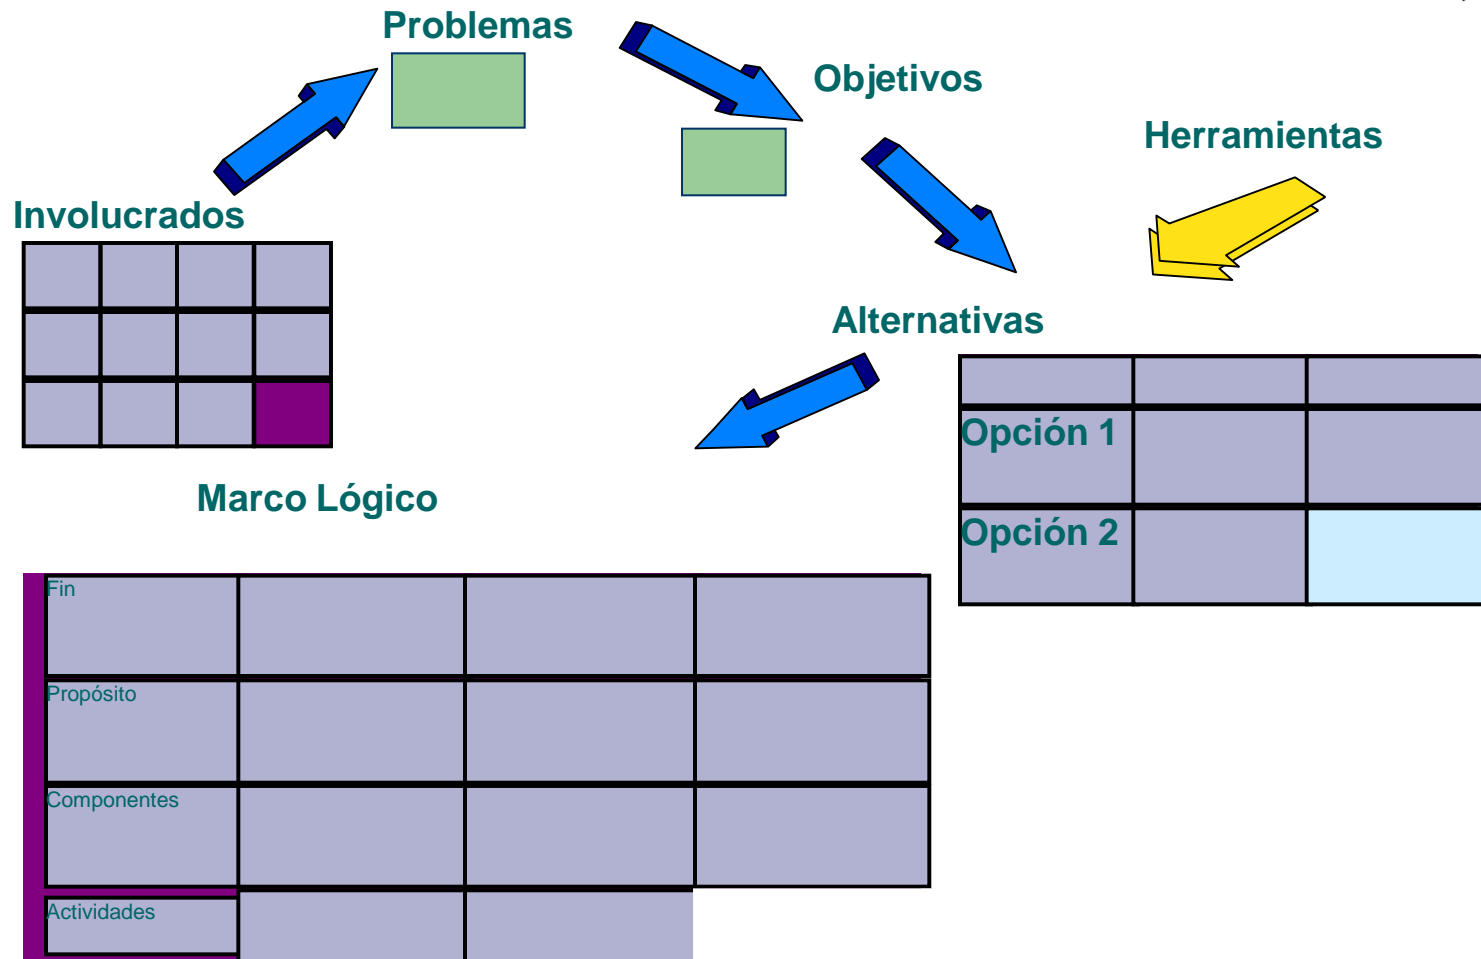 Problemas
Objetivos
Herramientas
Involucrados
Alternativas
Opción 1
Opción 2
Marco Lógico
Fin
Propósito
Componentes
Actividades